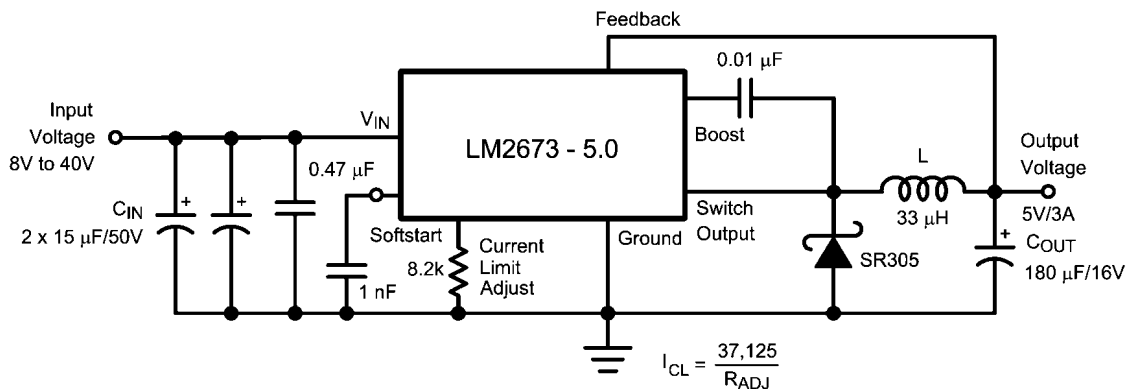 Feedback
0.01 μF
Input
Voltage
8V to 40V
V_IN
LM2673 - 5.0
Boost
Output
Voltage
0.47 μF
L
+
+
C_IN
2 x 15 μF/50V
Softstart
Ground
Switch
Output
33 μH
5V/3A
+
C_OUT
180 μF/16V
SR305
8.2k
Current
Limit
Adjust
1 nF
I_CL = 37,125 / R_ADJ